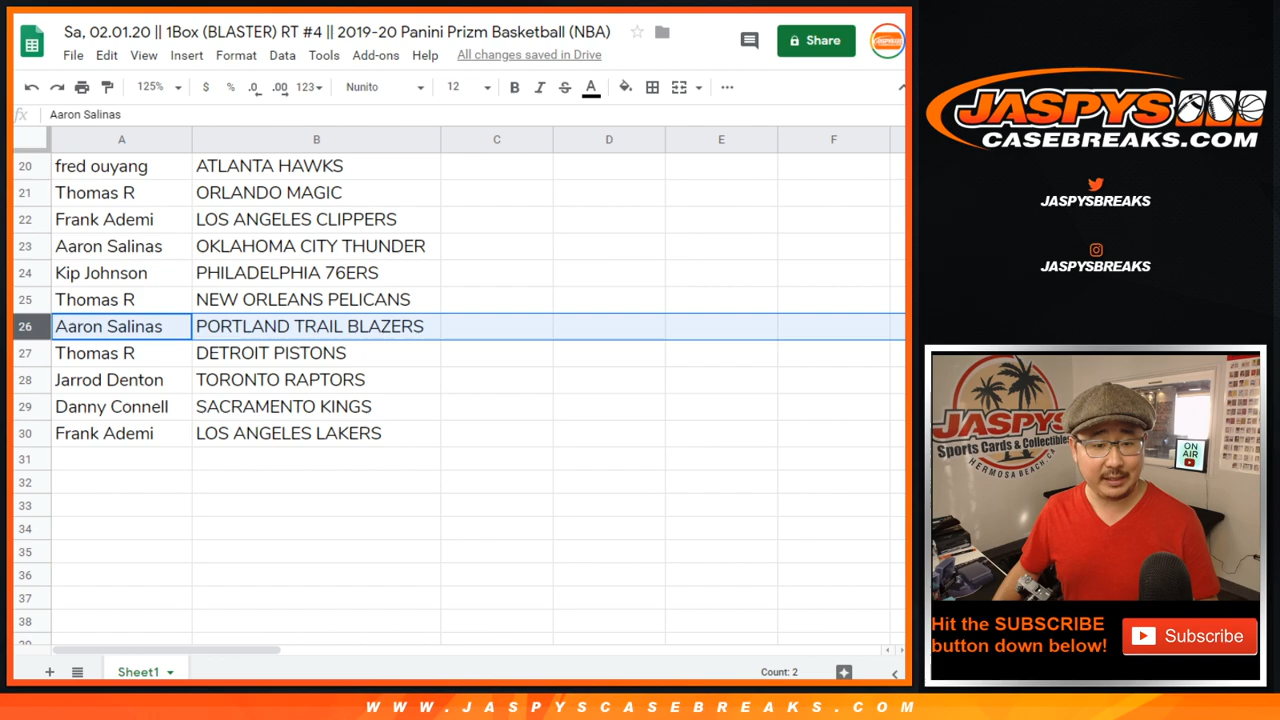 Sa, 02.01.20 || 1Box (BLASTER) RT #4 || 2019-20 Panini Prizm Basketball (NBA)
File Edit View Insert Format Data Tools Add-ons Help All changes saved in Drive
Share
125% $ % .0 .00 123 Nunito 12 B I S A
fx Aaron Salinas
A B C D E F
20 fred ouyang ATLANTA HAWKS
21 Thomas R ORLANDO MAGIC
22 Frank Ademi LOS ANGELES CLIPPERS
23 Aaron Salinas OKLAHOMA CITY THUNDER
24 Kip Johnson PHILADELPHIA 76ERS
25 Thomas R NEW ORLEANS PELICANS
26 Aaron Salinas PORTLAND TRAIL BLAZERS
27 Thomas R DETROIT PISTONS
28 Jarrod Denton TORONTO RAPTORS
29 Danny Connell SACRAMENTO KINGS
30 Frank Ademi LOS ANGELES LAKERS
31
32
33
34
35
36
37
38
39
Sheet1
Count: 2
JASPYS
CASEBREAKS.COM
JASPYSBREAKS
JASPYSBREAKS
JASPYS
Sports Cards & Collectibles
HERMOSA BEACH, CA
ON
AIR
Hit the SUBSCRIBE
button down below!
Subscribe
WWW.JASPYSCASEBREAKS.COM